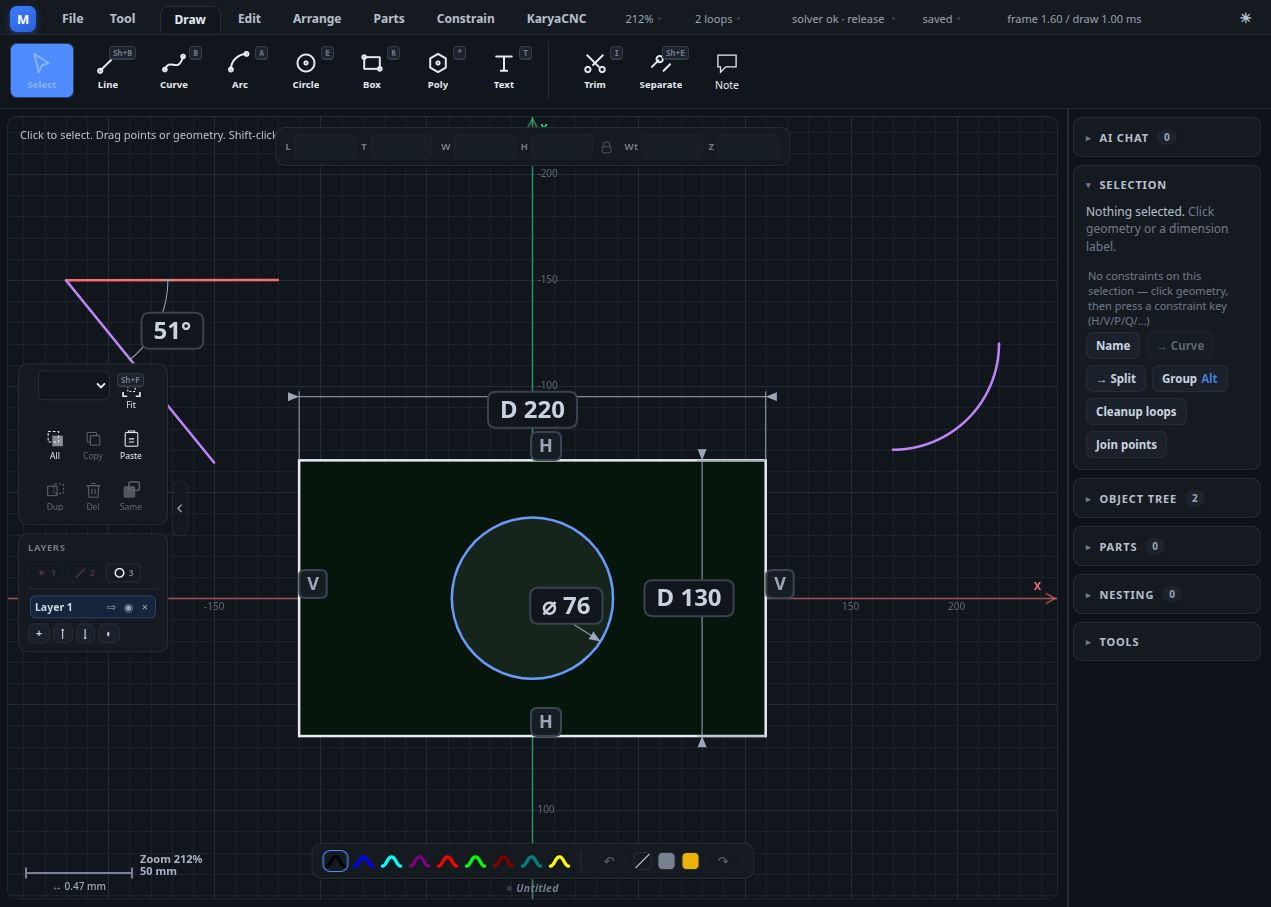 M File Tool Draw Edit Arrange Parts Constrain KaryaCNC 212% 2 loops solver ok · release saved frame 1.60 / draw 1.00 ms
Sh+B B A E R * T I Sh+E
Select Line Curve Arc Circle Box Poly Text Trim Separate Note
Click to select. Drag points or geometry. Shift-click
L T W H Wt Z
-200
-150
51°
-100
D 220
H
Sh+F
Fit
All Copy Paste
Dup Del Same
LAYERS
1 2 3
Layer 1
V
⌀ 76
D 130
V
-150
X
150 200
H
100
Zoom 212%
50 mm
↔ 0.47 mm
Untitled
AI CHAT 0
SELECTION
Nothing selected. Click
geometry or a dimension
label.
No constraints on this
selection — click geometry,
then press a constraint key
(H/V/P/Q/...)
Name → Curve
→ Split Group Alt
Cleanup loops
Join points
OBJECT TREE 2
PARTS 0
NESTING 0
TOOLS